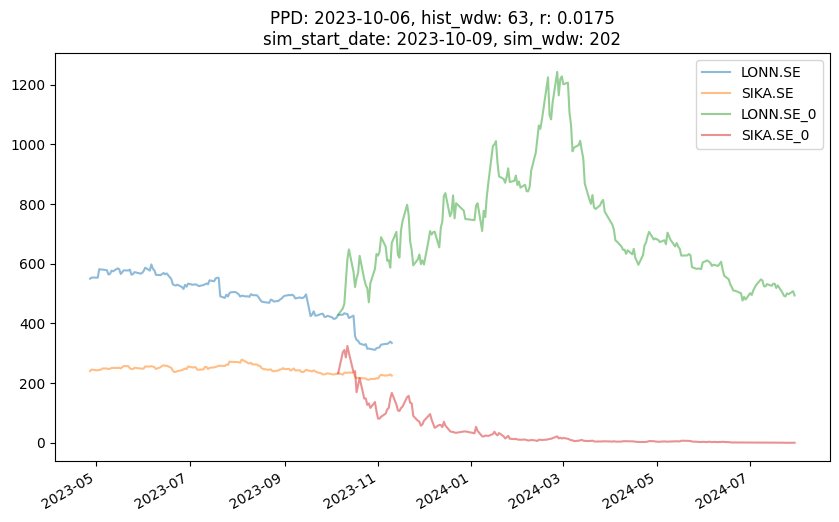 PPD: 2023-10-06, hist_wdw: 63, r: 0.0175
sim_start_date: 2023-10-09, sim_wdw: 202
LONN.SE
SIKA.SE
LONN.SE_0
SIKA.SE_0
1200
1000
800
600
400
200
0
2023-05
2023-07
2023-09
2023-11
2024-01
2024-03
2024-05
2024-07